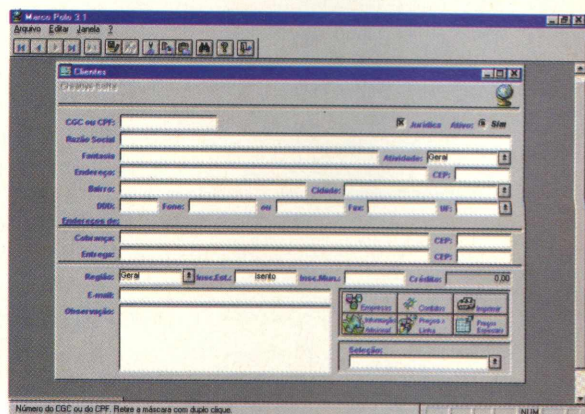 Marco Polo 3.1
Arquivo Editar Janela ?
Clientes
Creative Softs
CGC ou CPF: Jurídica Ativo: Sim
Razão Social
Fantasia Atividade: Geral
Endereço: CEP:
Bairro: Cidade:
DDD: Fone: ou Fax: UF:
Endereços de:
Cobrança: CEP:
Entrega: CEP:
Região: Geral Insc.Est.: Isento Insc.Mun.: Crédito: 0,00
E-mail:
Observação:
Empresas Contatos Imprimir
Informação Adicional Preços x Linha Preços Especiais
Seleção:
Número do CGC ou do CPF. Retire a máscara com duplo clique. NUM